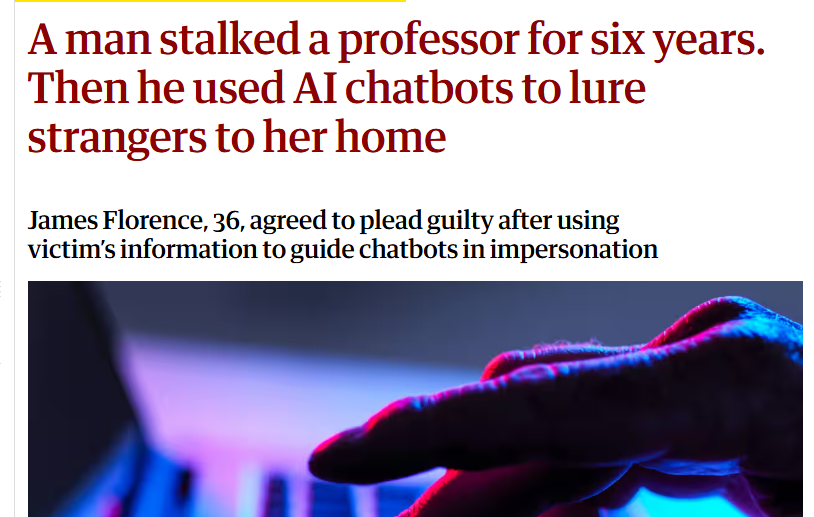 A man stalked a professor for six years.
Then he used AI chatbots to lure
strangers to her home
James Florence, 36, agreed to plead guilty after using
victim’s information to guide chatbots in impersonation